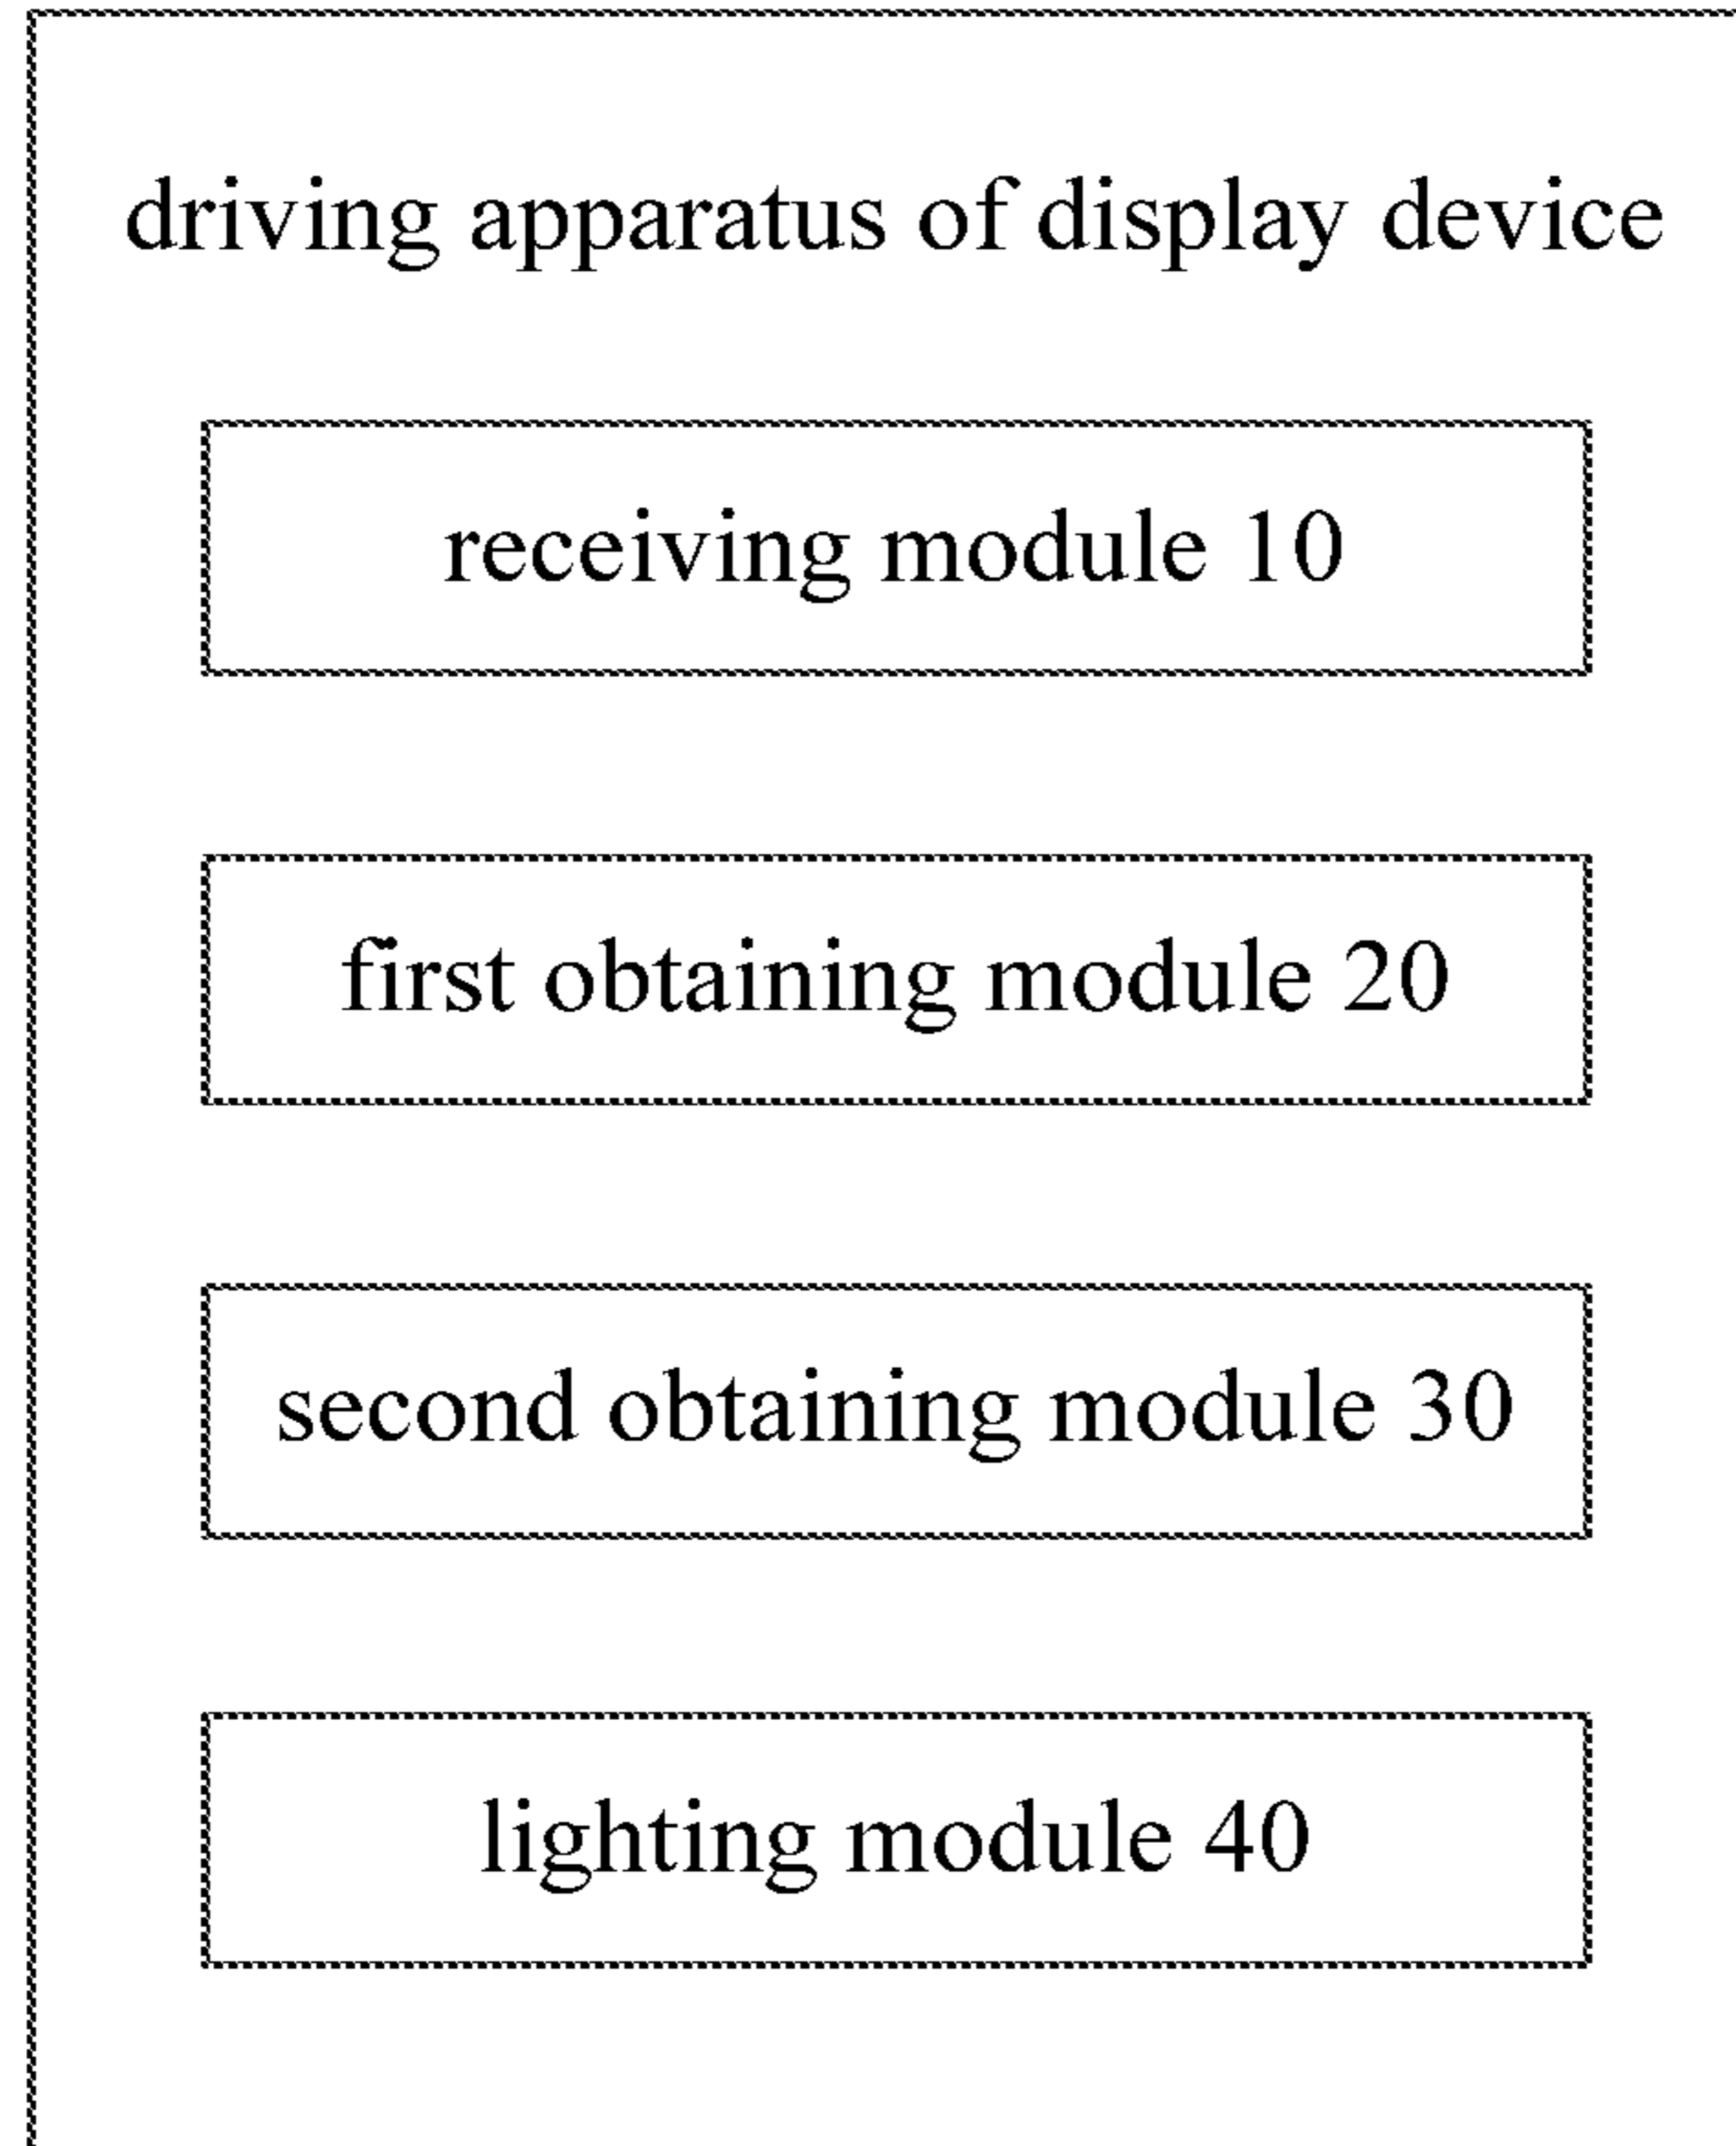 driving apparatus of display device
receiving module 10
first obtaining module 20
second obtaining module 30
lighting module 40